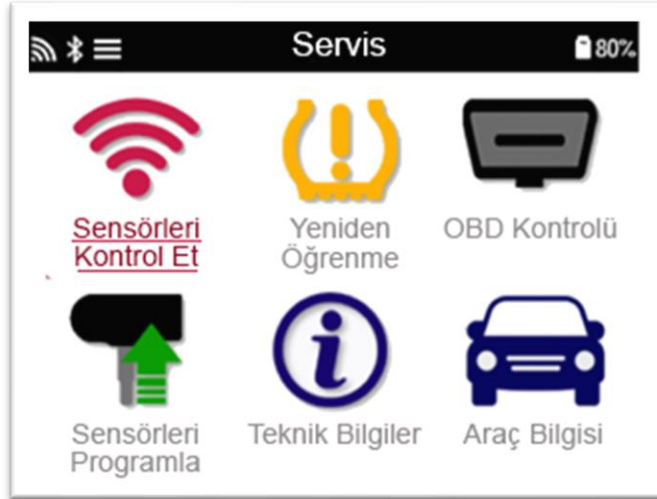 Servis
80%
Sensörleri
Kontrol Et
Yeniden
Öğrenme
OBD Kontrolü
Sensörleri
Programla
Teknik Bilgiler
Araç Bilgisi